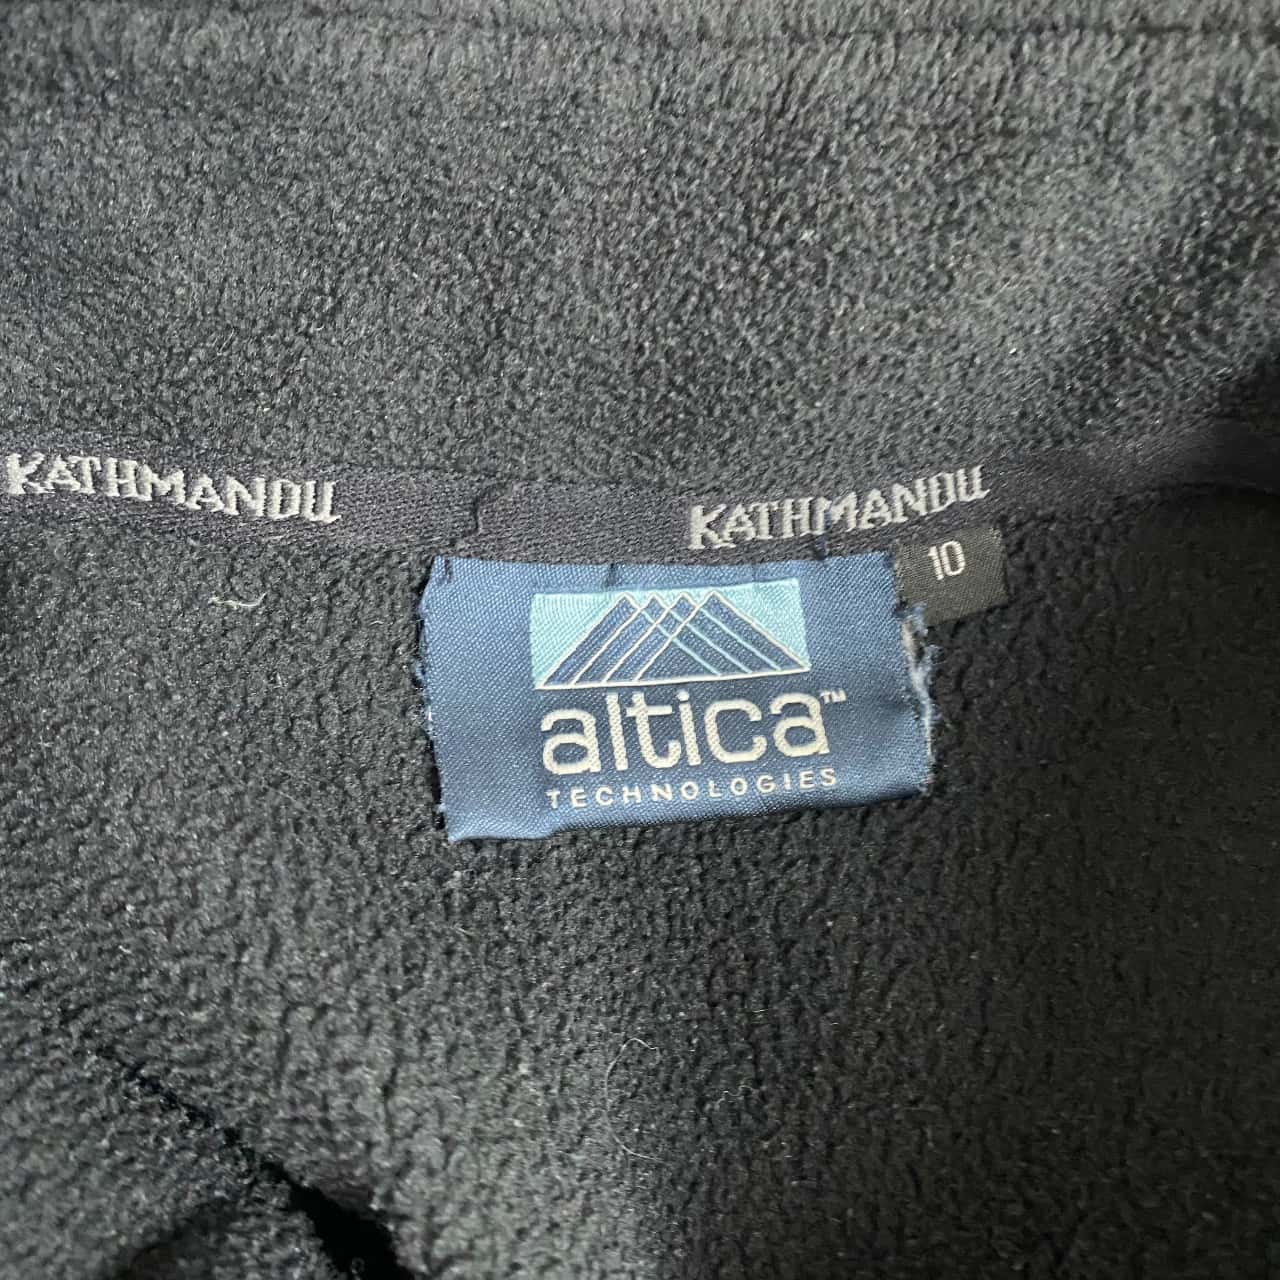 KATHMANDU
KATHMANDU
10
altica™
TECHNOLOGIES